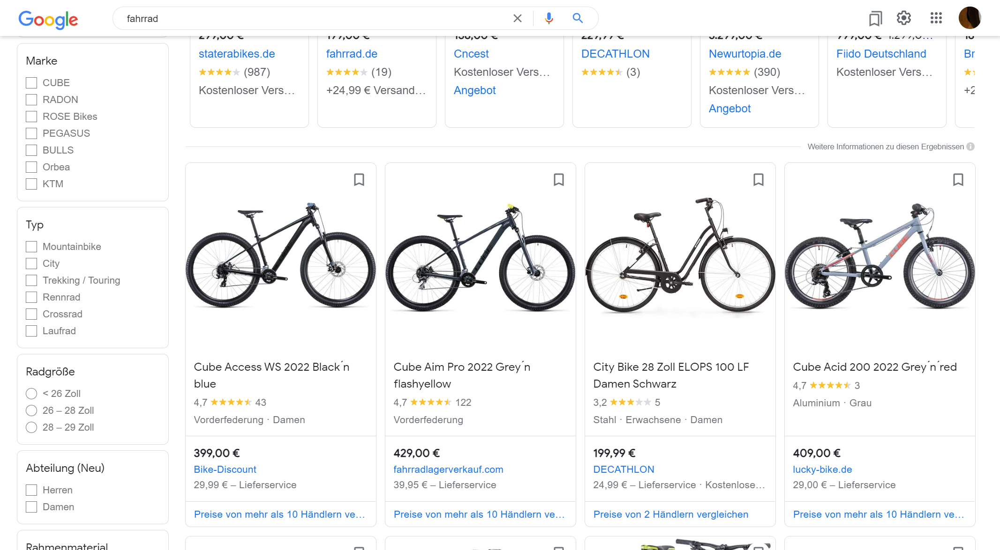 Google
fahrrad
Marke
CUBE
RADON
ROSE Bikes
PEGASUS
BULLS
Orbea
KTM
Typ
Mountainbike
City
Trekking / Touring
Rennrad
Crossrad
Laufrad
Radgröße
< 26 Zoll
26 – 28 Zoll
28 – 29 Zoll
Abteilung (Neu)
Herren
Damen
Rahmenmaterial
299,00 €
staterabikes.de
(987)
Kostenloser Vers…
199,00 €
fahrrad.de
(19)
+24,99 € Versand…
Cncest
Kostenloser Vers…
Angebot
DECATHLON
(3)
Newurtopia.de
(390)
Kostenloser Vers…
Angebot
Fiido Deutschland
Kostenloser Vers…
Br
+2
Weitere Informationen zu diesen Ergebnissen
Cube Access WS 2022 Black´n
blue
4,7 43
Vorderfederung · Damen
399,00 €
Bike-Discount
29,99 € – Lieferservice
Preise von mehr als 10 Händlern ve…
Cube Aim Pro 2022 Grey´n
flashyellow
4,7 122
Vorderfederung
429,00 €
fahrradlagerverkauf.com
39,95 € – Lieferservice
Preise von mehr als 10 Händlern ve…
City Bike 28 Zoll ELOPS 100 LF
Damen Schwarz
3,2 5
Stahl · Erwachsene · Damen
199,99 €
DECATHLON
24,99 € – Lieferservice · Kostenlose…
Preise von 2 Händlern vergleichen
CUBE
Cube Acid 200 2022 Grey´n´red
4,7 3
Aluminium · Grau
409,00 €
lucky-bike.de
29,00 € – Lieferservice
Preise von mehr als 10 Händlern ve…